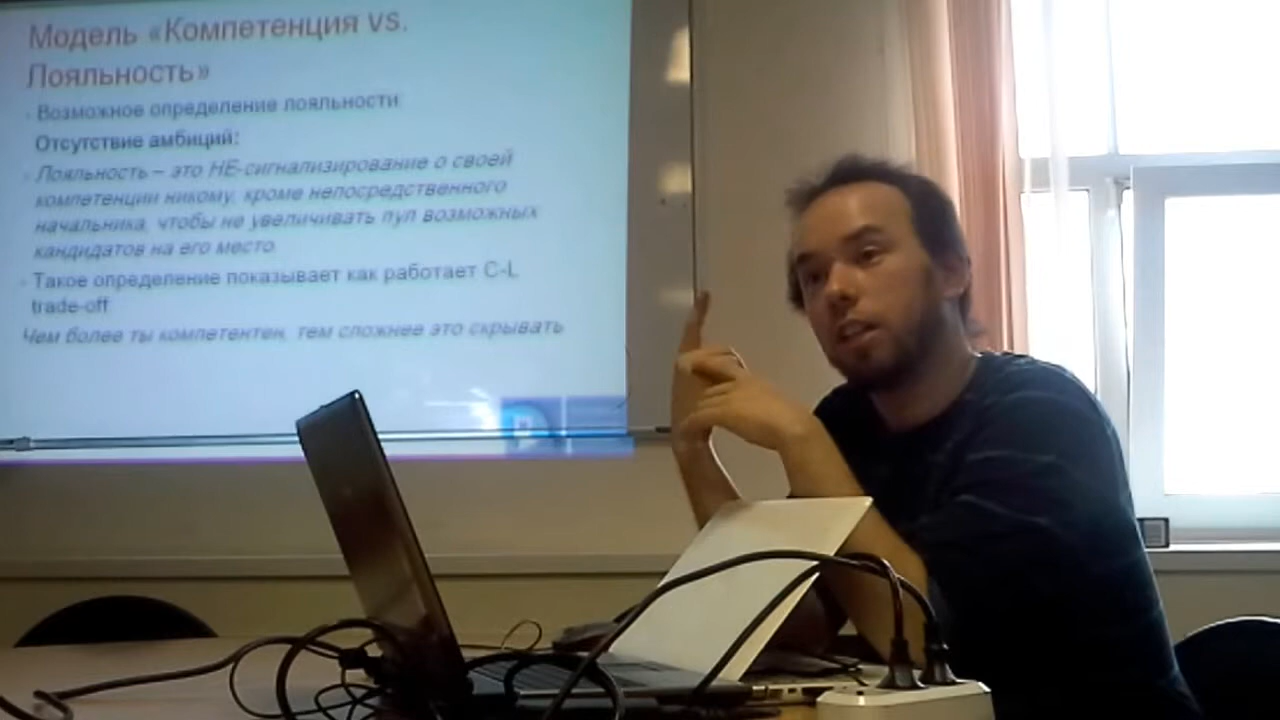 Модель «Компетенция vs.
Лояльность»
Возможное определение лояльности:
Отсутствие амбиций:
Лояльность – это НЕ-сигнализирование о своей
компетенции никому, кроме непосредственного
начальника, чтобы не увеличивать пул возможных
кандидатов на его место
Такое определение показывает как работает C-L
trade-off
Чем более ты компетентен, тем сложнее это скрывать